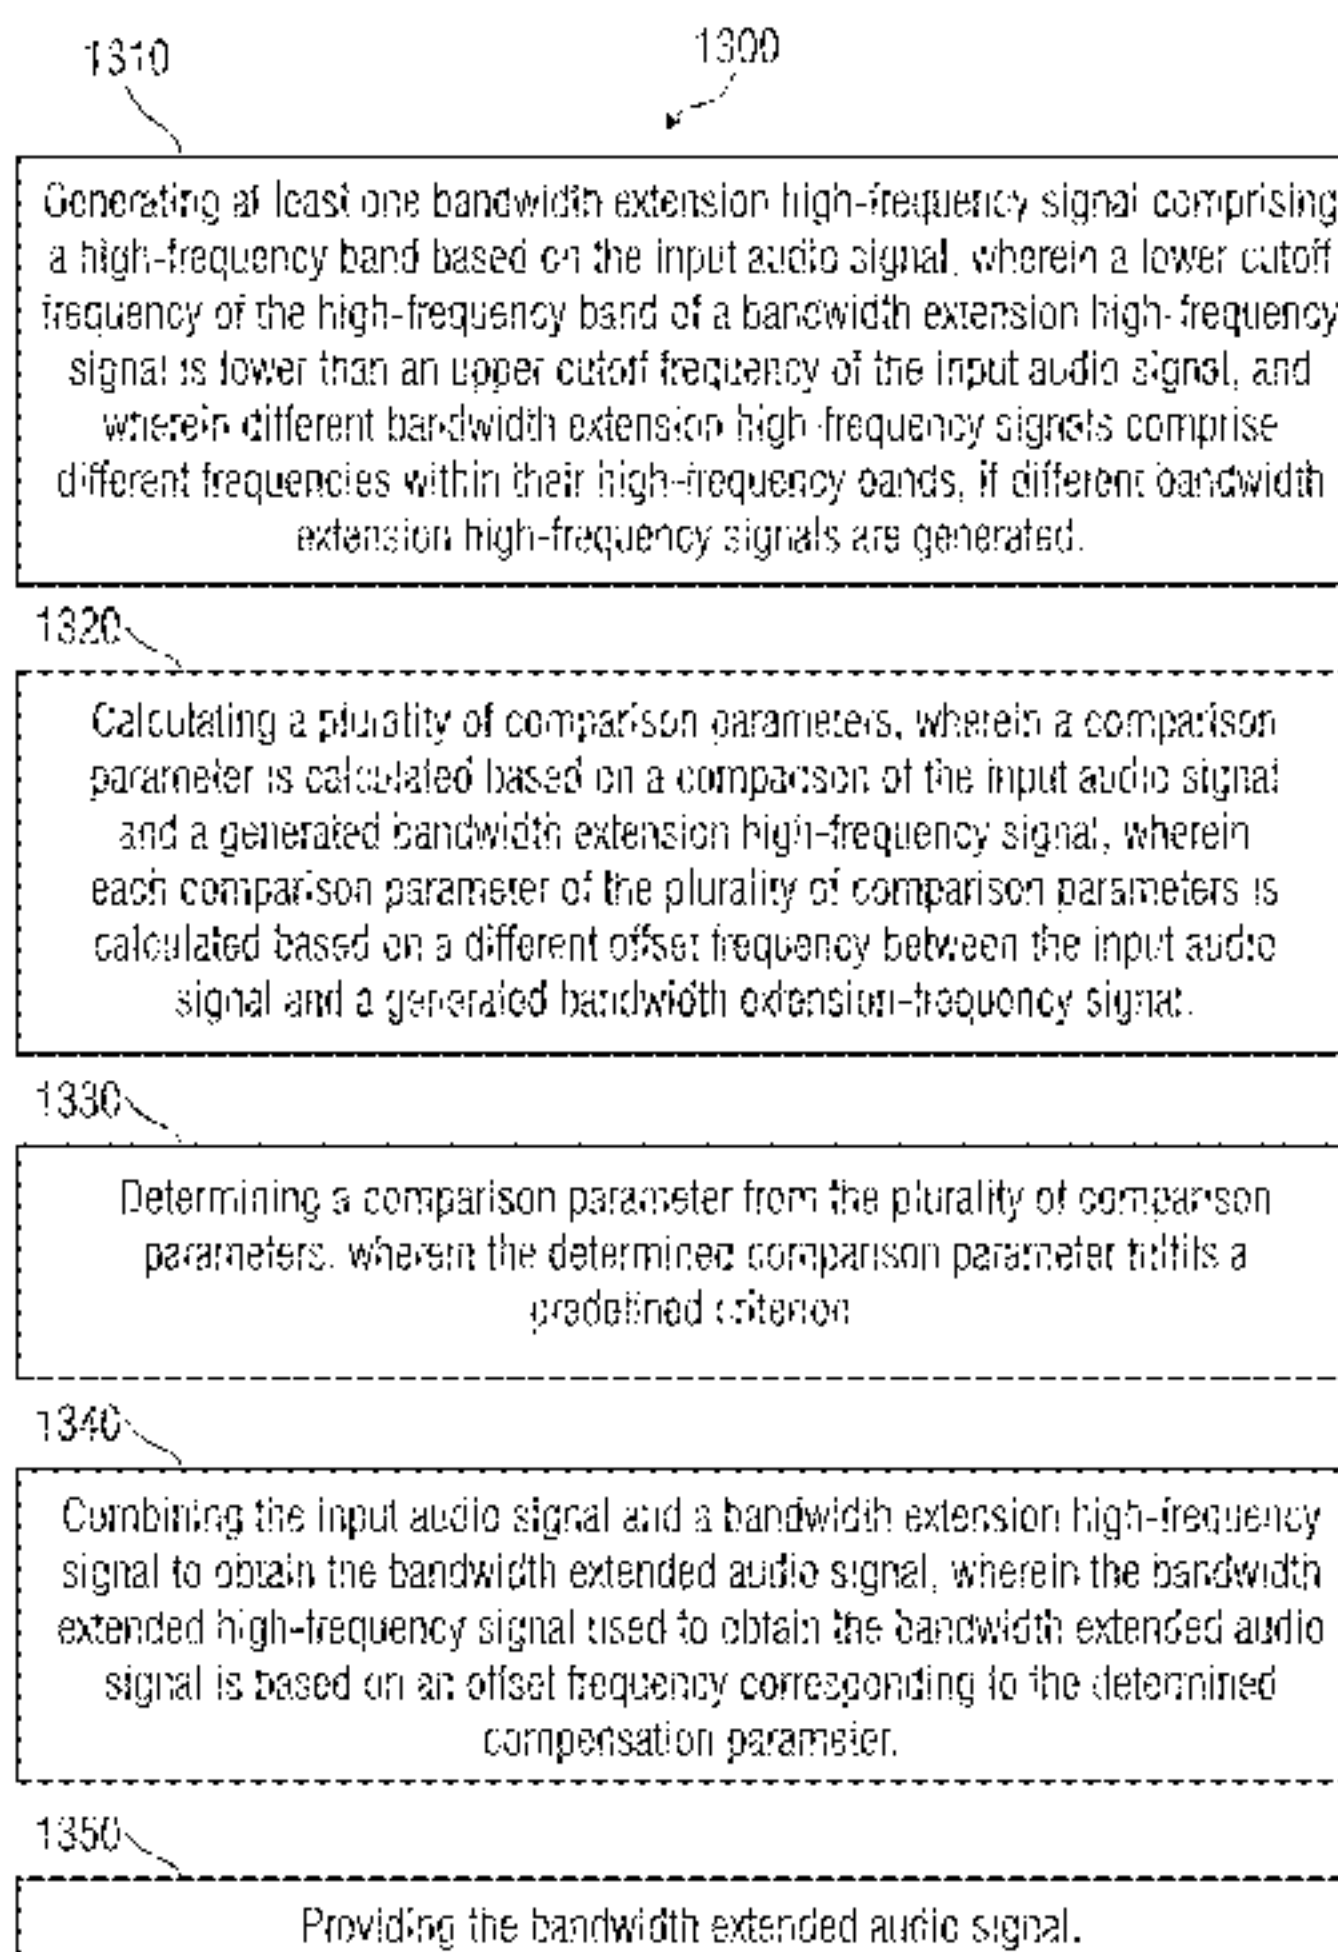 1310
1300
Generating at least one bandwidth extension high-frequency signal comprising
a high-frequency band based on the input audio signal, wherein a lower cutoff
frequency of the high-frequency band of a bandwidth extension high-frequency
signal is lower than an upper cutoff frequency of the input audio signal, and
wherein different bandwidth extension high-frequency signals comprise
different frequencies within their high-frequency bands, if different bandwidth
extension high-frequency signals are generated.
1320
Calculating a plurality of comparison parameters, wherein a comparison
parameter is calculated based on a comparison of the input audio signal
and a generated bandwidth extension high-frequency signal, wherein
each comparison parameter of the plurality of comparison parameters is
calculated based on a different offset frequency between the input audio
signal and a generated bandwidth extension-frequency signal.
1330
Determining a comparison parameter from the plurality of comparison
parameters, wherein the determined comparison parameter fulfils a
predefined criterion
1340
Combining the input audio signal and a bandwidth extension high-frequency
signal to obtain the bandwidth extended audio signal, wherein the bandwidth
extended high-frequency signal used to obtain the bandwidth extended audio
signal is based on an offset frequency corresponding to the determined
compensation parameter.
1350
Providing the bandwidth extended audio signal.